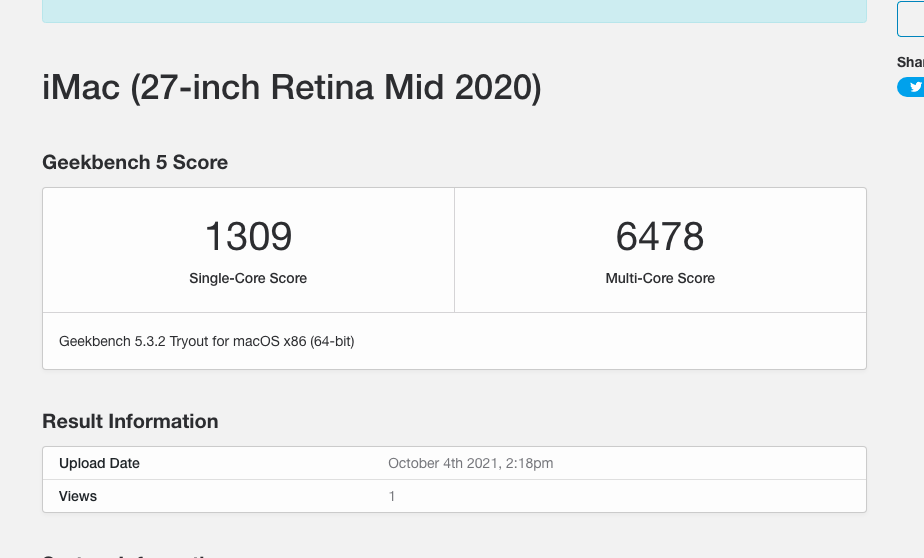 iMac (27-inch Retina Mid 2020)
Shar
Geekbench 5 Score
1309
Single-Core Score
6478
Multi-Core Score
Geekbench 5.3.2 Tryout for macOS x86 (64-bit)
Result Information
Upload Date October 4th 2021, 2:18pm
Views 1